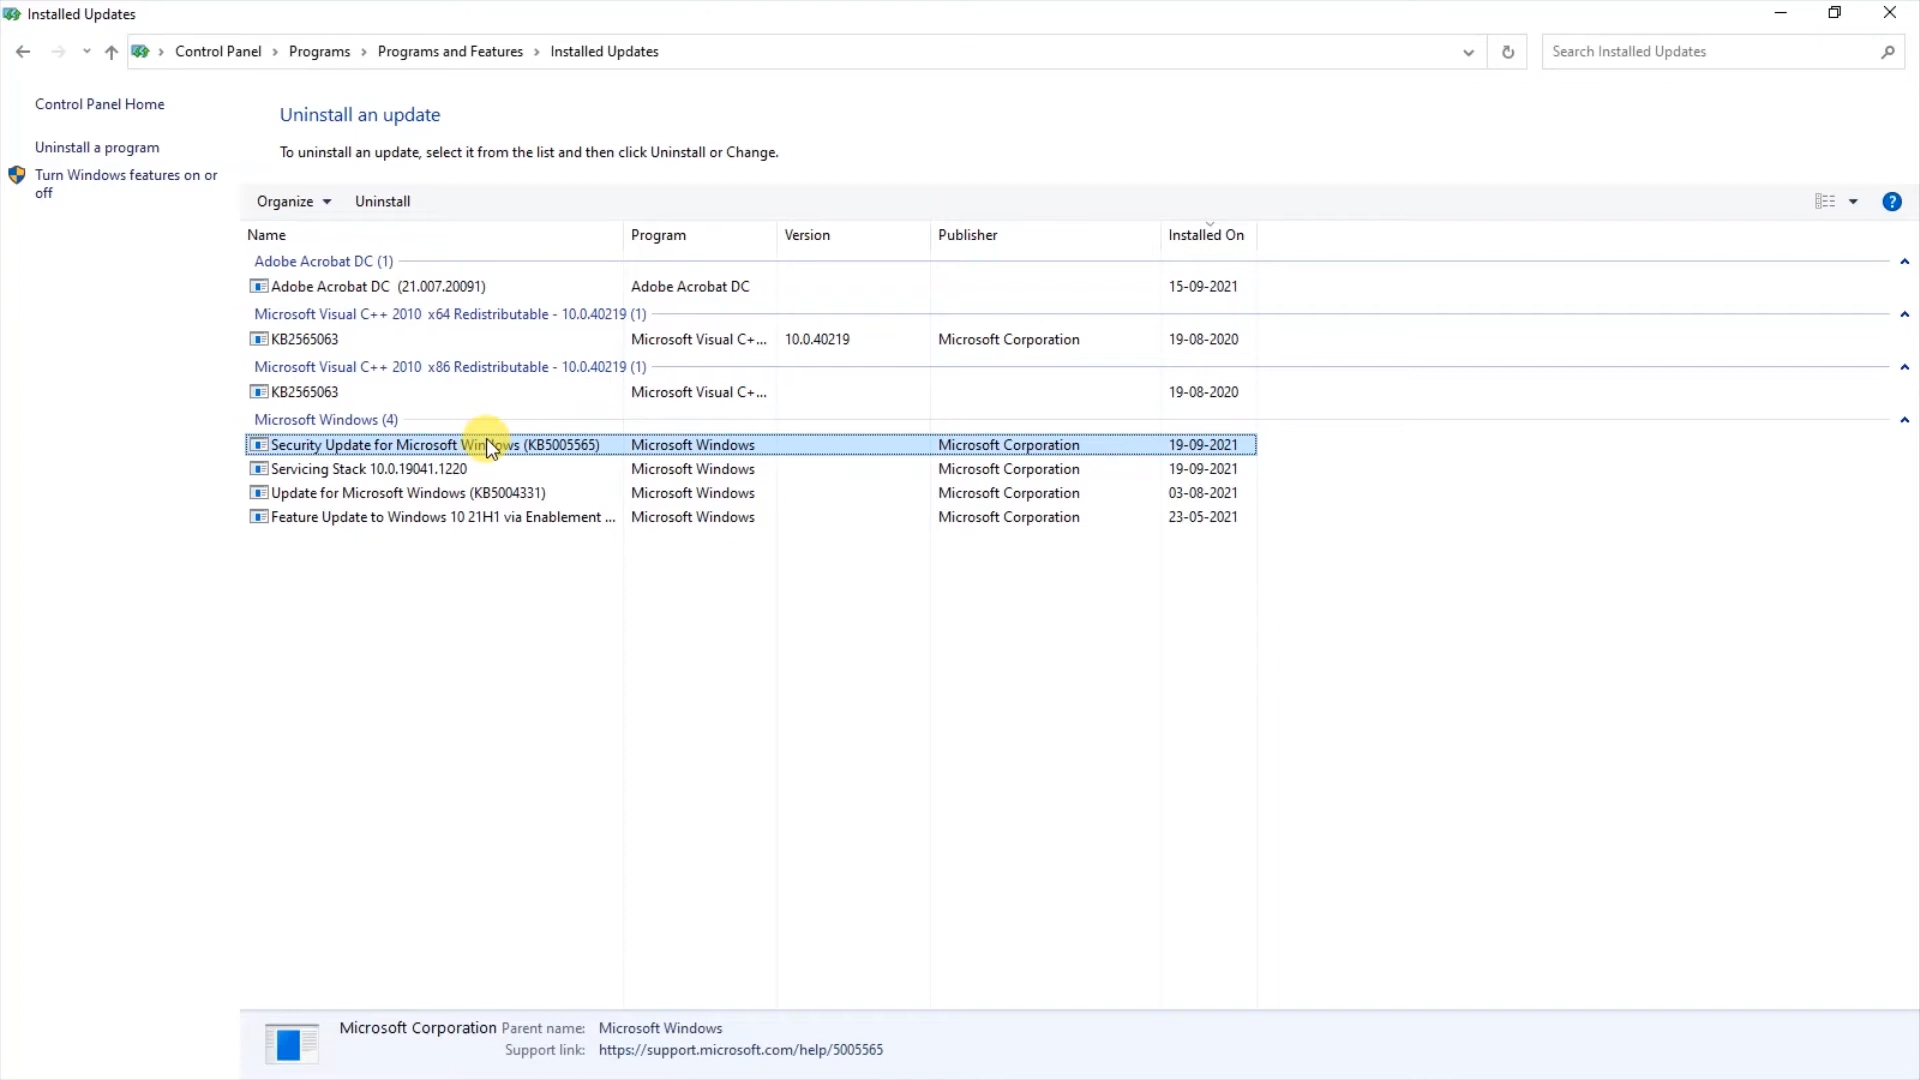 Installed Updates
Control Panel > Programs > Programs and Features > Installed Updates
Search Installed Updates
Control Panel Home
Uninstall a program
Turn Windows features on or
off
Uninstall an update
To uninstall an update, select it from the list and then click Uninstall or Change.
Organize Uninstall
?
Name Program Version Publisher Installed On
Adobe Acrobat DC (1)
Adobe Acrobat DC (21.007.20091) Adobe Acrobat DC 15-09-2021
Microsoft Visual C++ 2010 x64 Redistributable - 10.0.40219 (1)
KB2565063 Microsoft Visual C+... 10.0.40219 Microsoft Corporation 19-08-2020
Microsoft Visual C++ 2010 x86 Redistributable - 10.0.40219 (1)
KB2565063 Microsoft Visual C+... 19-08-2020
Microsoft Windows (4)
Security Update for Microsoft Windows (KB5005565) Microsoft Windows Microsoft Corporation 19-09-2021
Servicing Stack 10.0.19041.1220 Microsoft Windows Microsoft Corporation 19-09-2021
Update for Microsoft Windows (KB5004331) Microsoft Windows Microsoft Corporation 03-08-2021
Feature Update to Windows 10 21H1 via Enablement ... Microsoft Windows Microsoft Corporation 23-05-2021
Microsoft Corporation Parent name: Microsoft Windows
Support link: https://support.microsoft.com/help/5005565